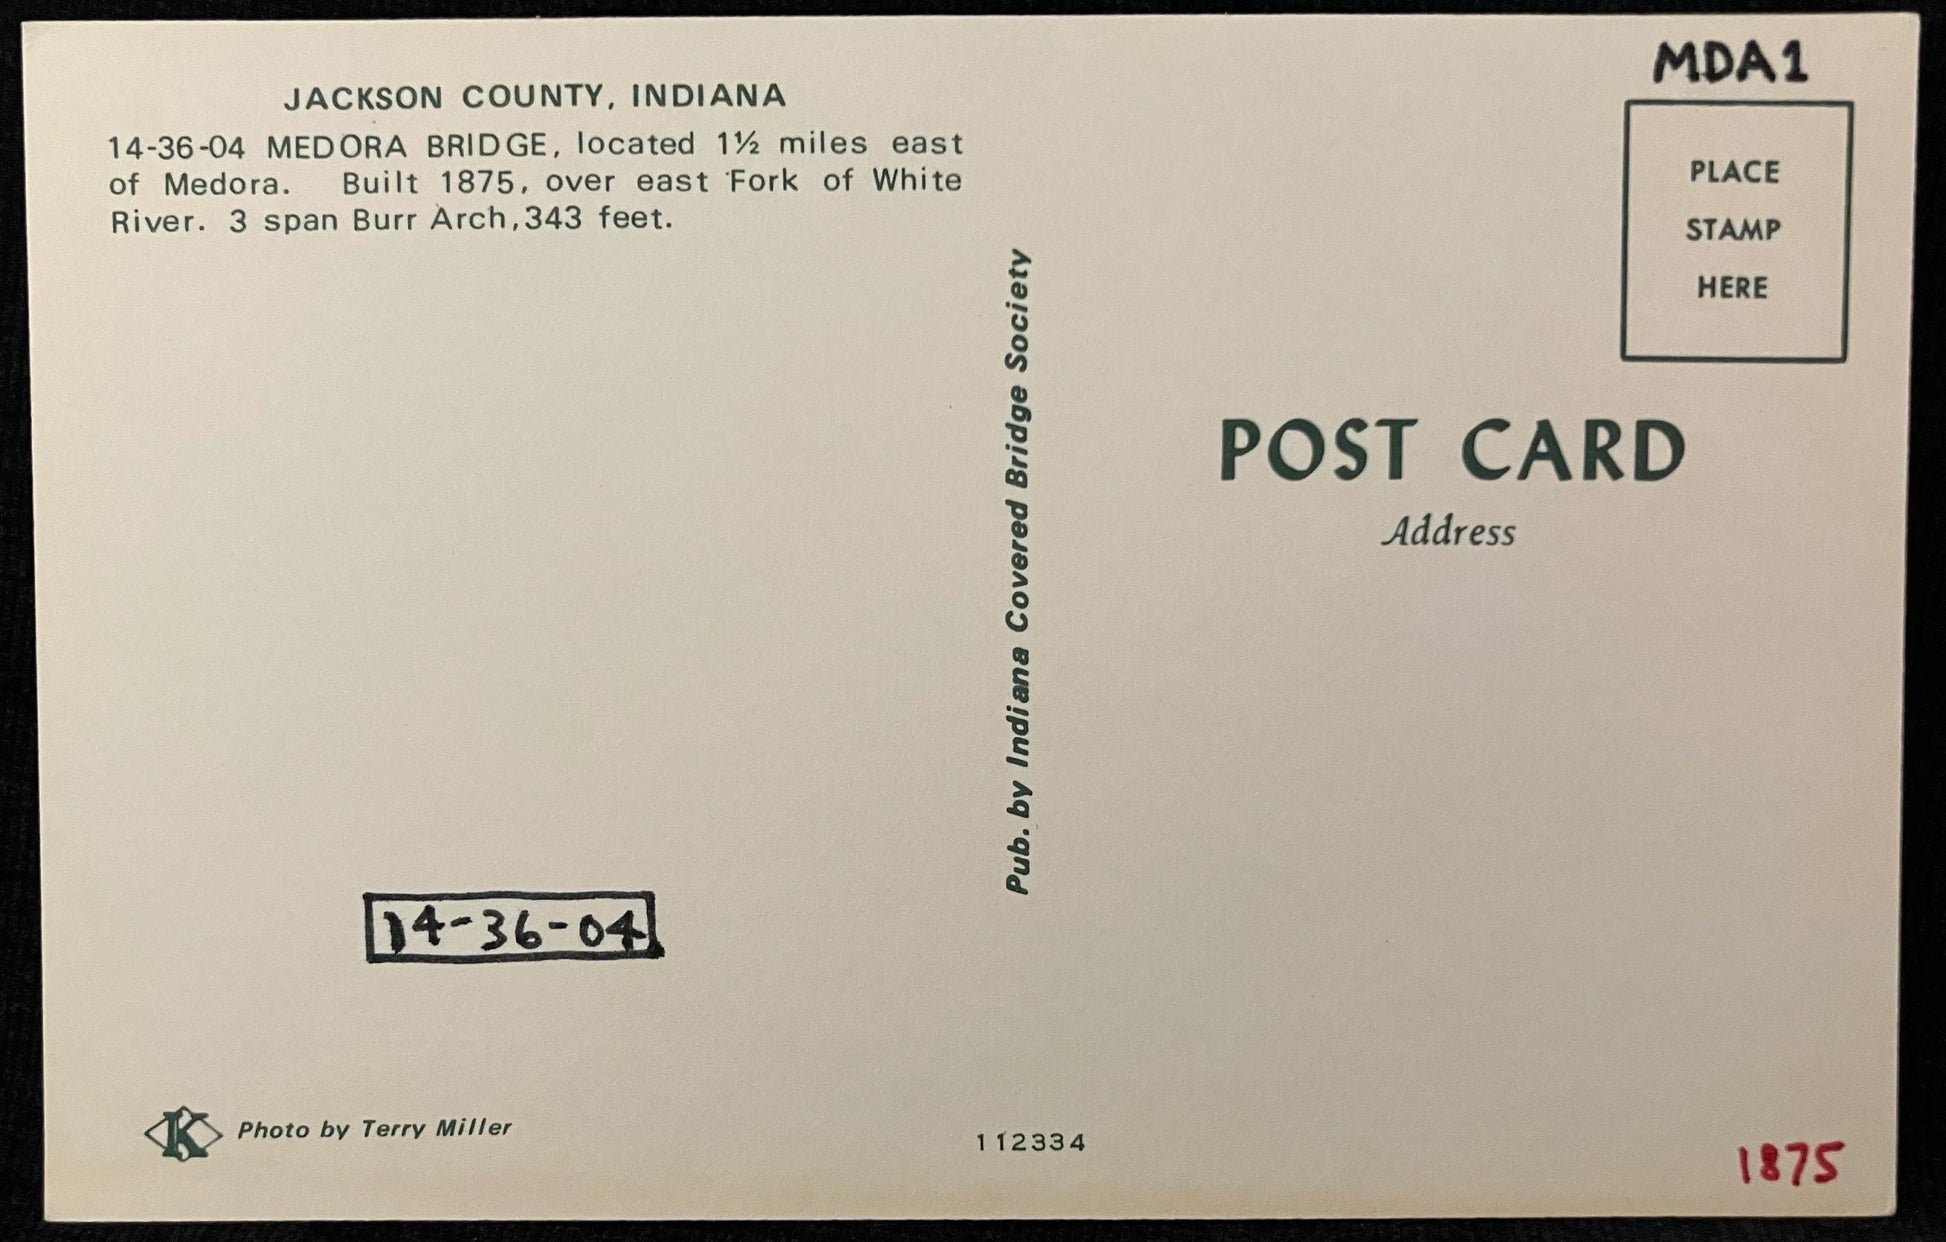 MDA1
JACKSON COUNTY, INDIANA
14-36-04 MEDORA BRIDGE, located 1½ miles east
of Medora. Built 1875, over east Fork of White
River. 3 span Burr Arch, 343 feet.
PLACE
STAMP
HERE
Pub. by Indiana Covered Bridge Society
POST CARD
Address
14-36-04
K Photo by Terry Miller
112334
1875